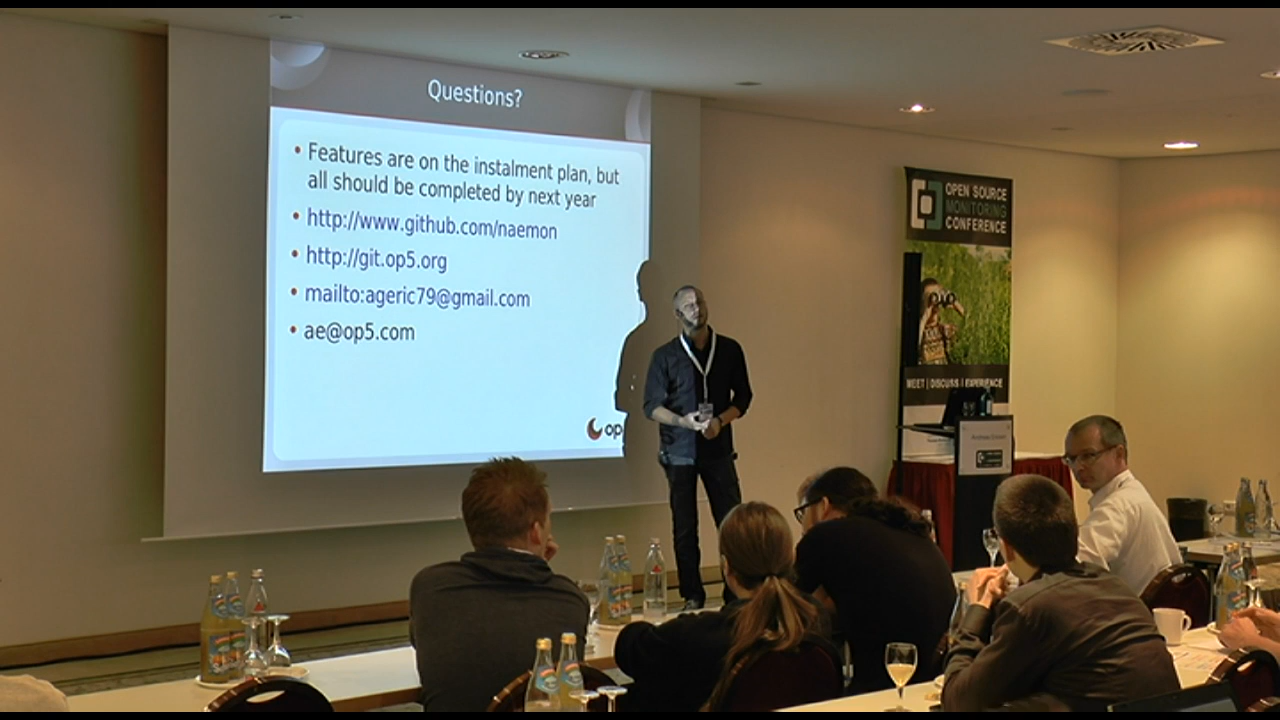 Questions?
• Features are on the instalment plan, but
all should be completed by next year
• http://www.github.com/naemon
• http://git.op5.org
• mailto:ageric79@gmail.com
• ae@op5.com
op
OPEN SOURCE
MONITORING
CONFERENCE
MEET | DISCUSS | EXPERIENCE